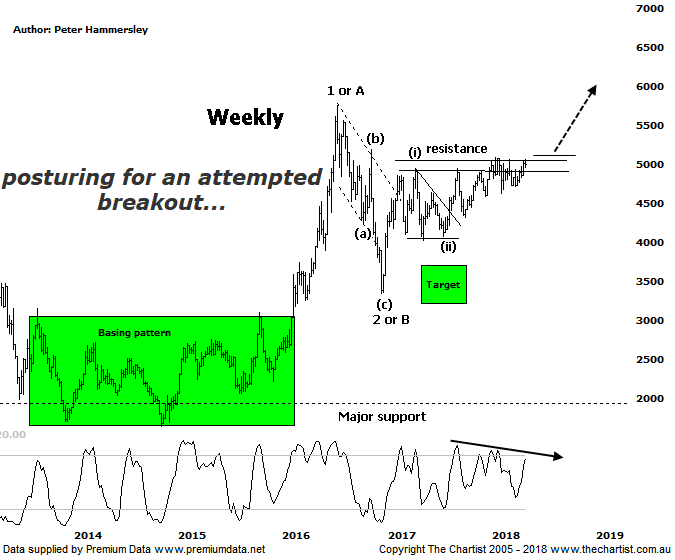 7000
Author: Peter Hammersley
6500
6000
1 or A
Weekly
5500
(b)
(i) resistance
5000
posturing for an attempted
breakout...
4500
(a)
(ii)
4000
3500
Target
(c)
2 or B
3000
Basing pattern
2500
2000
Major support
20.00
2014 2015 2016 2017 2018 2019
Data supplied by Premium Data www.premiumdata.net
Copyright The Chartist 2005 - 2018 www.thechartist.com.au